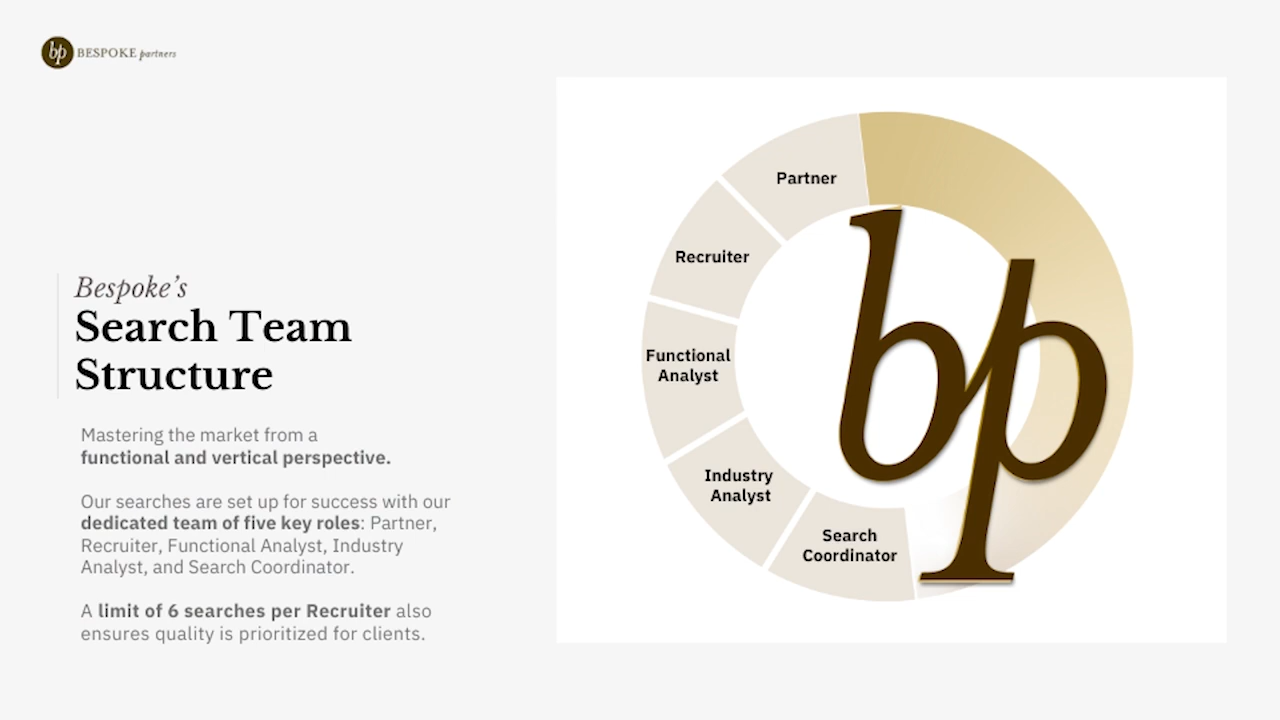 bp BESPOKE partners
Bespoke’s
Search Team
Structure
Mastering the market from a
functional and vertical perspective.
Our searches are set up for success with our
dedicated team of five key roles: Partner,
Recruiter, Functional Analyst, Industry
Analyst, and Search Coordinator.
A limit of 6 searches per Recruiter also
ensures quality is prioritized for clients.
Partner
Recruiter
Functional
Analyst
Industry
Analyst
Search
Coordinator
bp